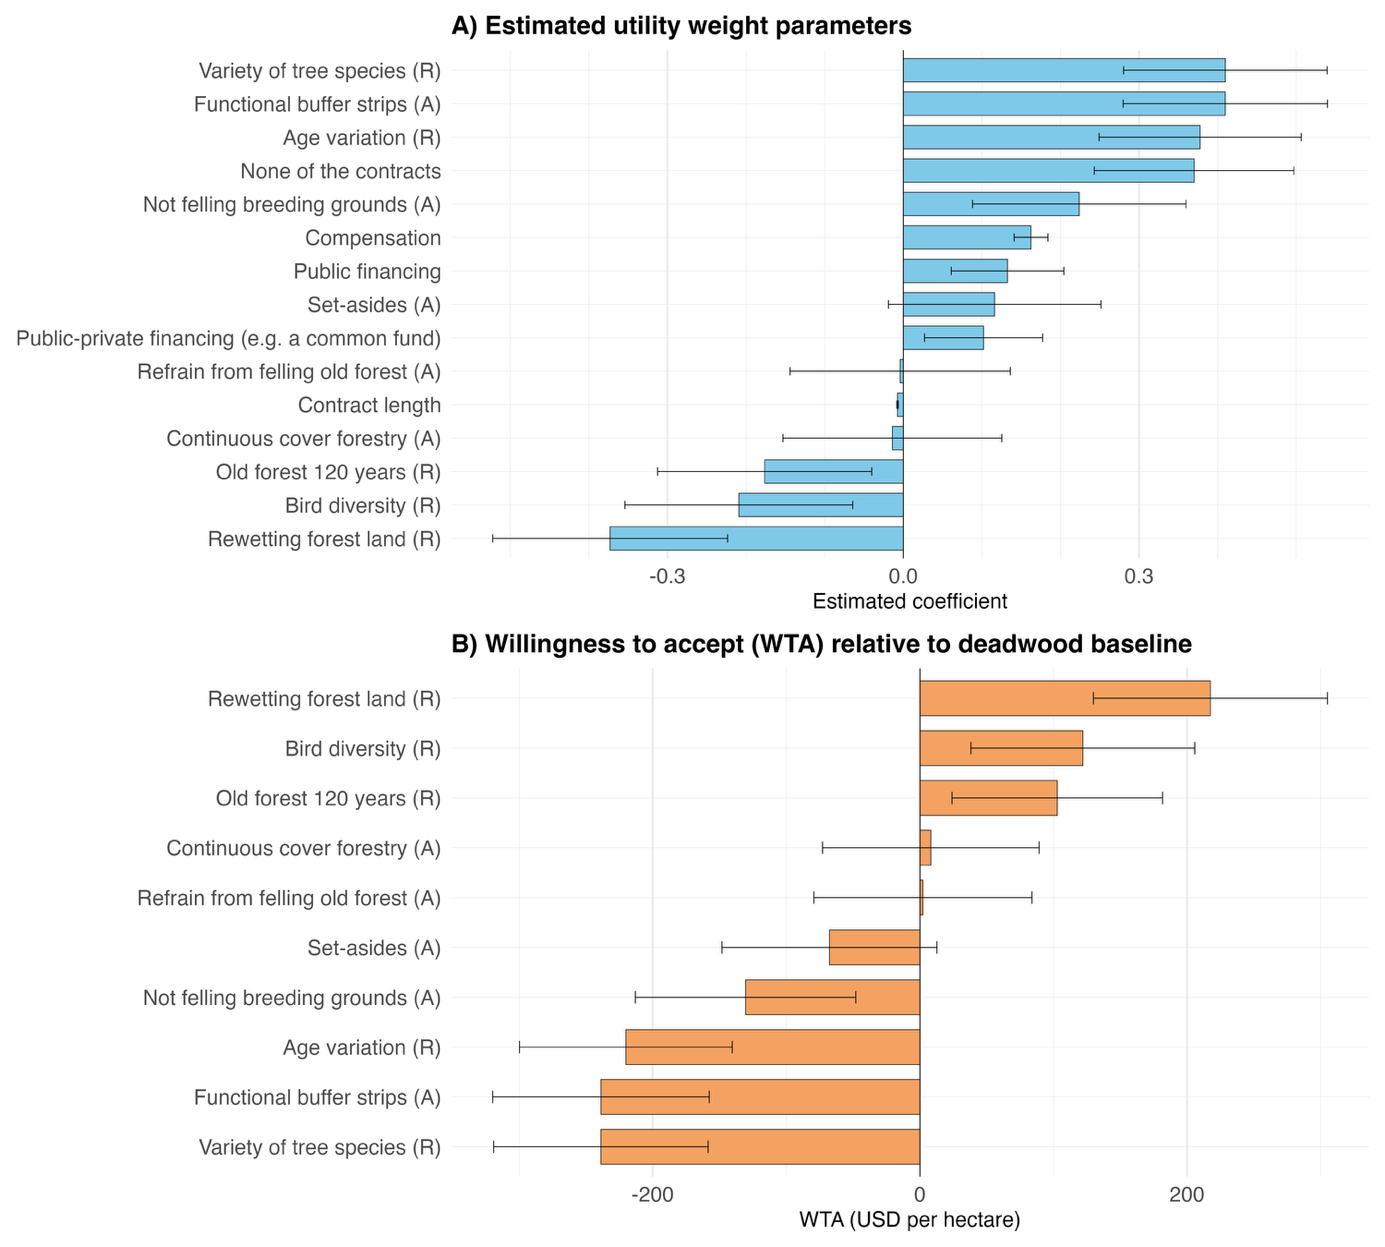 A) Estimated utility weight parameters
Variety of tree species (R)
Functional buffer strips (A)
Age variation (R)
None of the contracts
Not felling breeding grounds (A)
Compensation
Public financing
Set-asides (A)
Public-private financing (e.g. a common fund)
Refrain from felling old forest (A)
Contract length
Continuous cover forestry (A)
Old forest 120 years (R)
Bird diversity (R)
Rewetting forest land (R)
-0.3 0.0 0.3
Estimated coefficient
B) Willingness to accept (WTA) relative to deadwood baseline
Rewetting forest land (R)
Bird diversity (R)
Old forest 120 years (R)
Continuous cover forestry (A)
Refrain from felling old forest (A)
Set-asides (A)
Not felling breeding grounds (A)
Age variation (R)
Functional buffer strips (A)
Variety of tree species (R)
-200 0 200
WTA (USD per hectare)